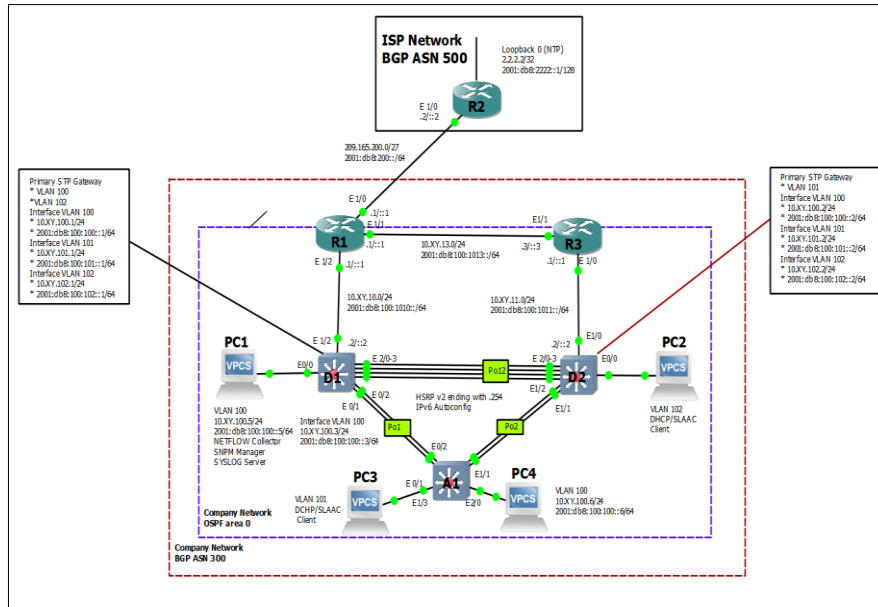 ISP Network
BGP ASN 500
Loopback 0 (NTP)
2.2.2.2/32
2001:db8:2222::1/128
E 1/0
.2/::2
R2
209.165.200.0/27
2001:db8:200::/64
Primary STP Gateway
* VLAN 100
*VLAN 102
Interface VLAN 100
* 10.XY.100.1/24
* 2001:db8:100:100::1/64
Interface VLAN 101
* 10.XY.101.1/24
* 2001:db8:100:101::1/64
Interface VLAN 102
* 10.XY.102.1/24
* 2001:db8:100:102::1/64
Primary STP Gateway
* VLAN 101
Interface VLAN 100
* 10.XY.100.2/24
* 2001:db8:100:100::2/64
Interface VLAN 101
* 10.XY.101.2/24
* 2001:db8:100:101::2/64
Interface VLAN 102
* 10.XY.102.2/24
* 2001:db8:100:102::2/64
E 1/0
.1/::1
E 1/1
R1
.1/::1
E 1/2
.1/::1
10.XY.13.0/24
2001:db8:100:1013::/64
E1/1
.3/::3
R3
.1/::1
E 1/0
10.XY.10.0/24
2001:db8:100:1010::/64
10.XY.11.0/24
2001:db8:100:1011::/64
PC1
VPCS
E0/0
E 1/2
.2/::2
D1
E 2/0-3
Po12
E 2/0-3
E1/0
.2/::2
D2
E0/0
PC2
VPCS
E 0/2
E 0/1
HSRP v2 ending with .254
IPv6 Autoconfig
E1/2
E1/1
VLAN 100
10.XY.100.5/24
2001:db8:100:100::5/64
NETFLOW Collector
SNPM Manager
SYSLOG Server
Interface VLAN 100
10.XY.100.3/24
2001:db8:100:100::3/64
Po1
Po2
VLAN 102
DHCP/SLAAC
Client
E0/2
A1
E1/1
E 0/1
E1/3
E2/0
PC3
VPCS
VLAN 101
DCHP/SLAAC
Client
PC4
VPCS
VLAN 100
10.XY.100.6/24
2001:db8:100:100::6/64
Company Network
OSPF area 0
Company Network
BGP ASN 300